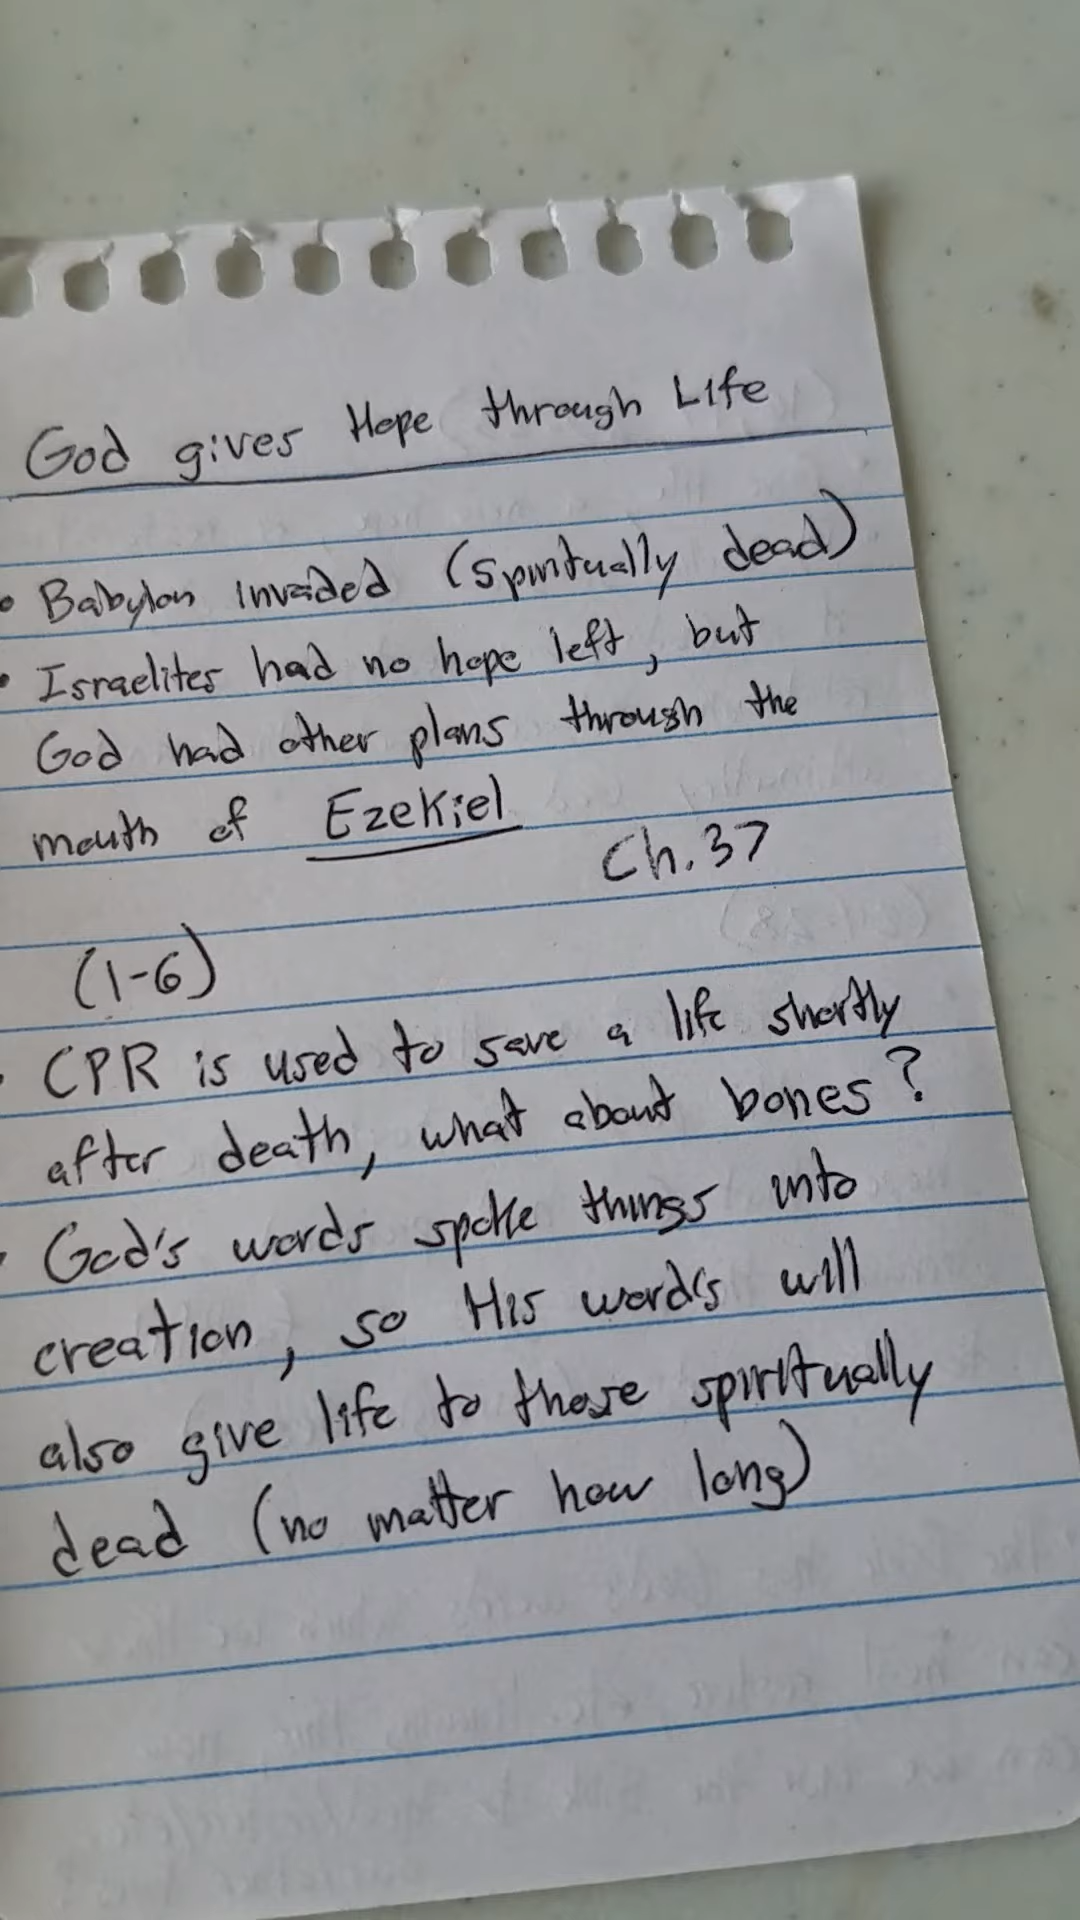 God gives Hope through Life
• Babylon invaded (spiritually dead)
• Israelites had no hope left, but
God had other plans through the
mouth of Ezekiel
Ch. 37
(1-6)
• CPR is used to save a life shortly
after death, what about bones?
• God's words spoke things into
creation, so His words will
also give life to those spiritually
dead (no matter how long)